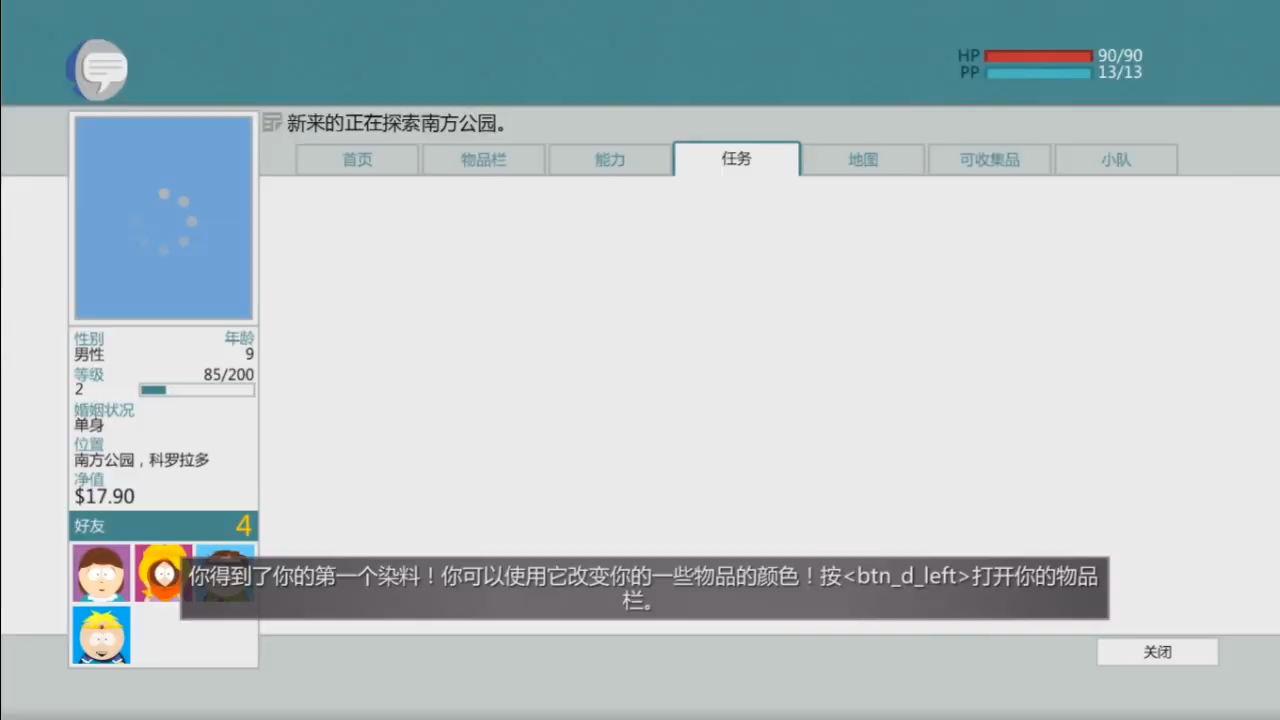 HP 90/90
PP 13/13
新来的正在探索南方公园。
首页 物品栏 能力 任务 地图 可收集品 小队
性别 年龄
男性 9
等级 85/200
2
婚姻状况
单身
位置
南方公园，科罗拉多
净值
$17.90
好友 4
你得到了你的第一个染料！你可以使用它改变你的一些物品的颜色！按<btn_d_left>打开你的物品
栏。
关闭